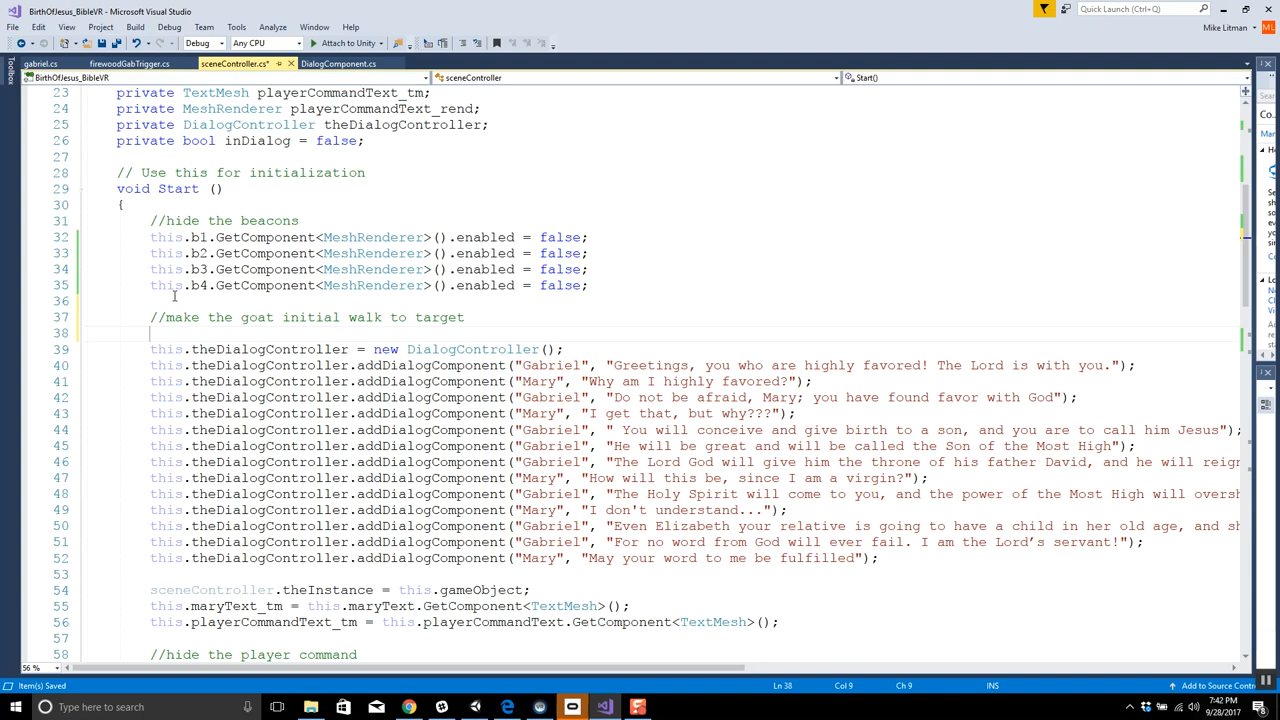 BirthOfJesus_BibleVR - Microsoft Visual Studio
Quick Launch (Ctrl+Q)
File Edit View Project Build Debug Team Tools Test Analyze Window Help
Mike Litman ML
Debug Any CPU Attach to Unity
gabriel.cs firewoodGabTrigger.cs sceneController.cs* DialogComponent.cs
Toolbox
BirthOfJesus_BibleVR sceneController Start()
23 private TextMesh playerCommandText_tm;
24 private MeshRenderer playerCommandText_rend;
25 private DialogController theDialogController;
26 private bool inDialog = false;
27
28 // Use this for initialization
29 void Start ()
30 {
31 //hide the beacons
32 this.b1.GetComponent<MeshRenderer>().enabled = false;
33 this.b2.GetComponent<MeshRenderer>().enabled = false;
34 this.b3.GetComponent<MeshRenderer>().enabled = false;
35 this.b4.GetComponent<MeshRenderer>().enabled = false;
36
37 //make the goat initial walk to target
38
39 this.theDialogController = new DialogController();
40 this.theDialogController.addDialogComponent("Gabriel", "Greetings, you who are highly favored! The Lord is with you.");
41 this.theDialogController.addDialogComponent("Mary", "Why am I highly favored?");
42 this.theDialogController.addDialogComponent("Gabriel", "Do not be afraid, Mary; you have found favor with God");
43 this.theDialogController.addDialogComponent("Mary", "I get that, but why???");
44 this.theDialogController.addDialogComponent("Gabriel", " You will conceive and give birth to a son, and you are to call him Jesus");
45 this.theDialogController.addDialogComponent("Gabriel", "He will be great and will be called the Son of the Most High");
46 this.theDialogController.addDialogComponent("Gabriel", "The Lord God will give him the throne of his father David, and he will reign
47 this.theDialogController.addDialogComponent("Mary", "How will this be, since I am a virgin?");
48 this.theDialogController.addDialogComponent("Gabriel", "The Holy Spirit will come to you, and the power of the Most High will oversh
49 this.theDialogController.addDialogComponent("Mary", "I don't understand...");
50 this.theDialogController.addDialogComponent("Gabriel", "Even Elizabeth your relative is going to have a child in her old age, and sh
51 this.theDialogController.addDialogComponent("Gabriel", "For no word from God will ever fail. I am the Lord’s servant!");
52 this.theDialogController.addDialogComponent("Mary", "May your word to me be fulfilled");
53
54 sceneController.theInstance = this.gameObject;
55 this.maryText_tm = this.maryText.GetComponent<TextMesh>();
56 this.playerCommandText_tm = this.playerCommandText.GetComponent<TextMesh>();
57
58 //hide the player command
56 %
Item(s) Saved Ln 38 Col 9 Ch 9 INS Add to Source Contr
Type here to search
7:42 PM
9/28/2017